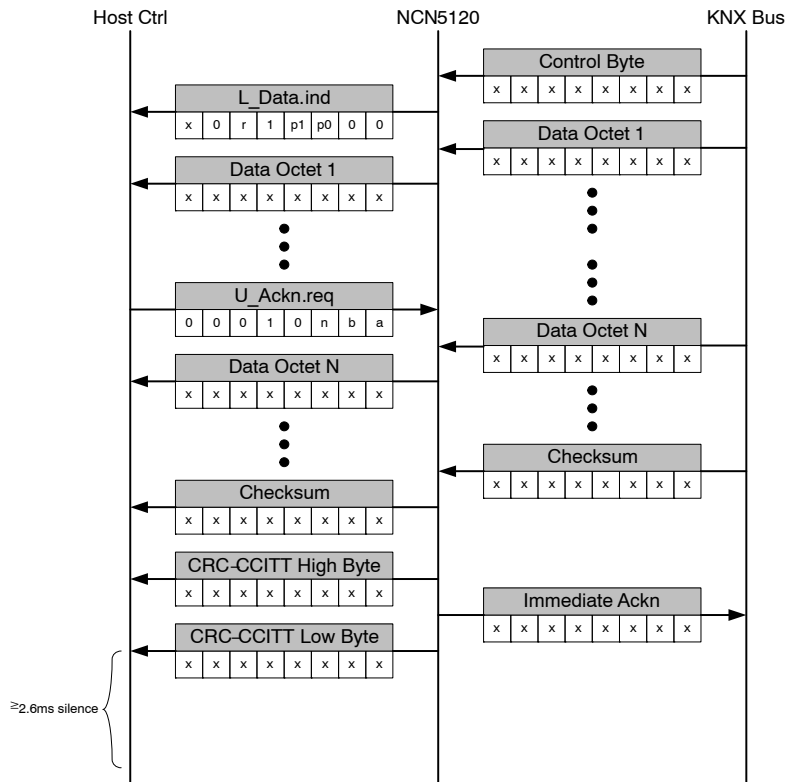 Host Ctrl NCN5120 KNX Bus
Control Byte
x x x x x x x x
L_Data.ind
x 0 r 1 p1 p0 0 0
Data Octet 1
x x x x x x x x
Data Octet 1
x x x x x x x x
U_Ackn.req
0 0 0 1 0 n b a
Data Octet N
x x x x x x x x
Data Octet N
x x x x x x x x
Checksum
x x x x x x x x
Checksum
x x x x x x x x
CRC-CCITT High Byte
x x x x x x x x
Immediate Ackn
x x x x x x x x
CRC-CCITT Low Byte
x x x x x x x x
≥2.6ms silence